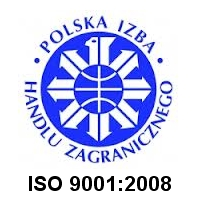 POLSKA IZBA
HANDLU ZAGRANICZNEGO
ISO 9001:2008